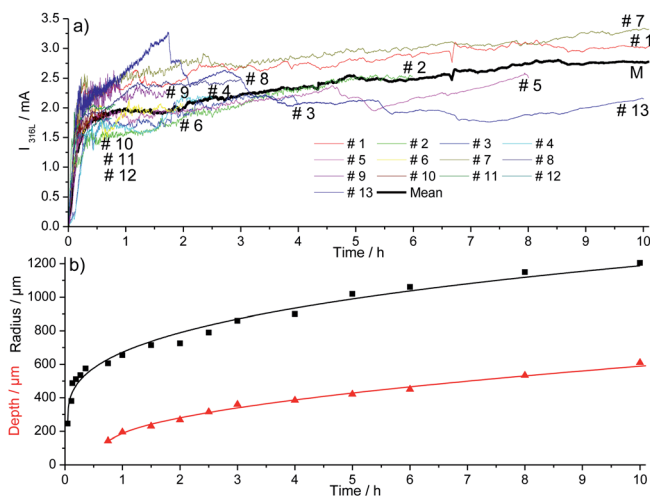 a)
I 316L / mA
3.5
3.0
2.5
2.0
1.5
1.0
0.5
0.0
# 7
# 1
M
# 2
# 8
# 9 # 4
# 5
# 3
# 13
# 6
# 10
# 11
# 12
# 1 # 2 # 3 # 4
# 5 # 6 # 7 # 8
# 9 # 10 # 11 # 12
# 13 Mean
0 1 2 3 4 5 6 7 8 9 10
Time / h
b)
Depth / µm Radius / µm
1200
1000
800
600
400
200
0
0 1 2 3 4 5 6 7 8 9 10
Time / h